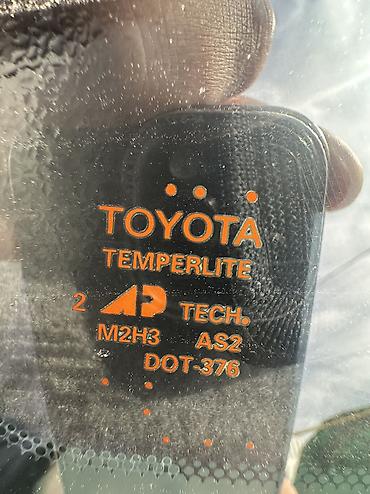 TOYOTA
TEMPERLITE
2 AP TECH.
M2H3 AS2
DOT-376